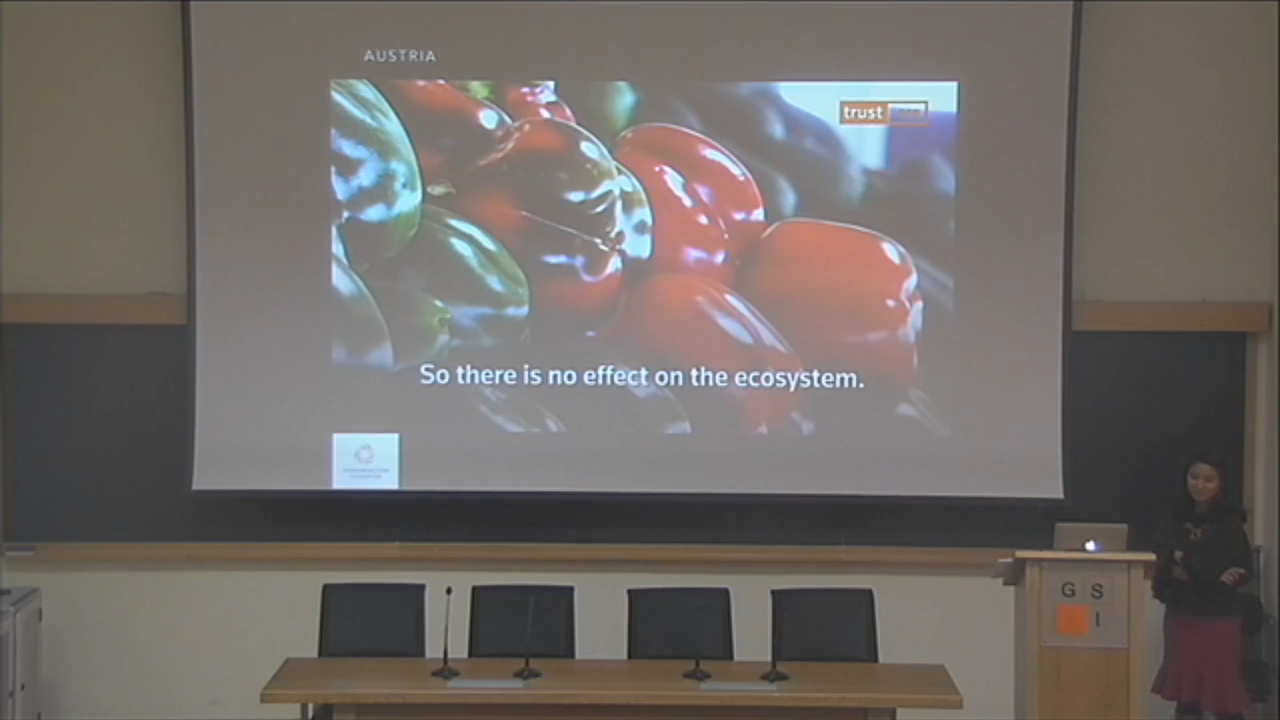 AUSTRIA
trust
So there is no effect on the ecosystem.
G S
I